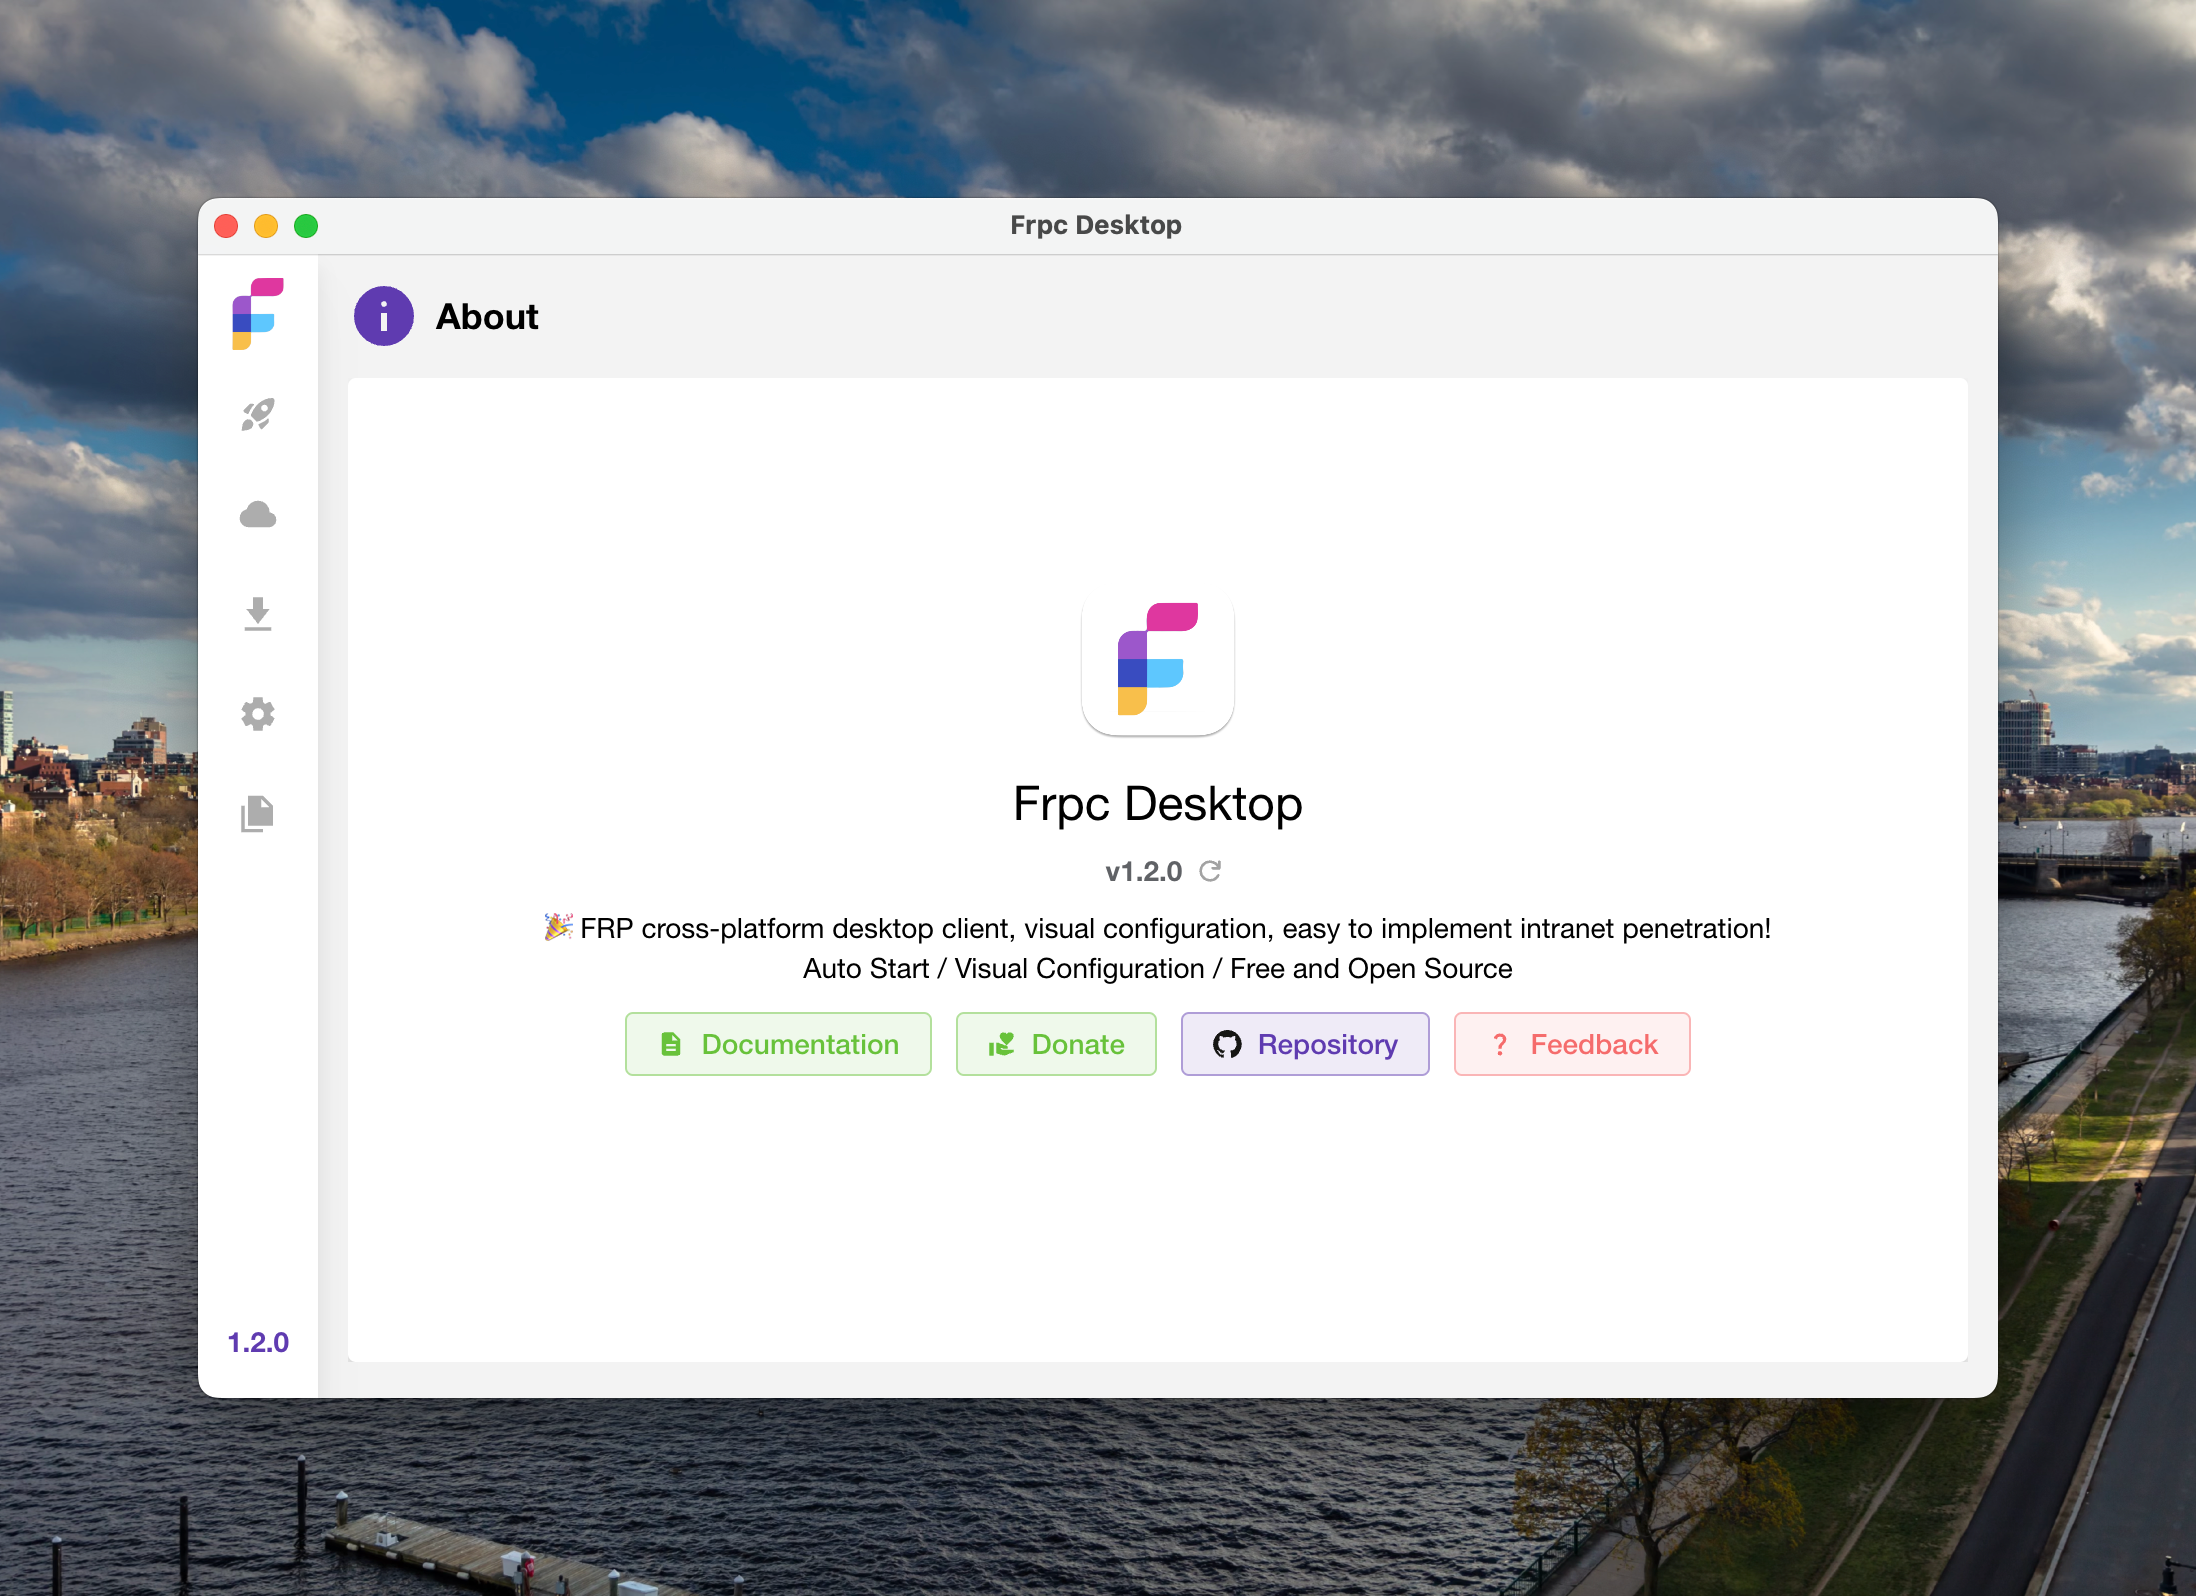 Frpc Desktop
About
Frpc Desktop
v1.2.0
🎉 FRP cross-platform desktop client, visual configuration, easy to implement intranet penetration!
Auto Start / Visual Configuration / Free and Open Source
Documentation
Donate
Repository
? Feedback
1.2.0